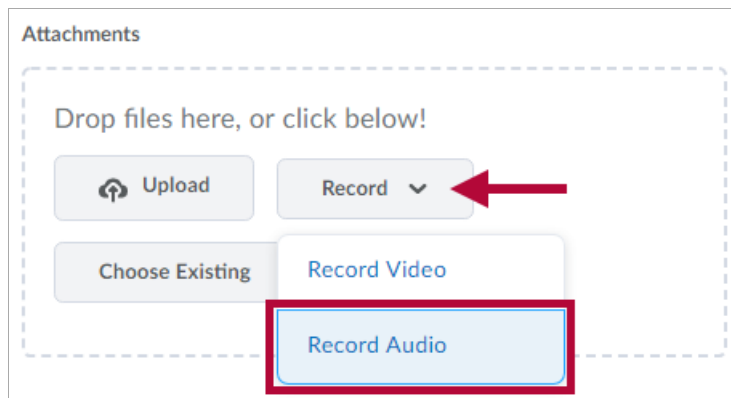 Attachments
Drop files here, or click below!
Upload
Record
Choose Existing
Record Video
Record Audio